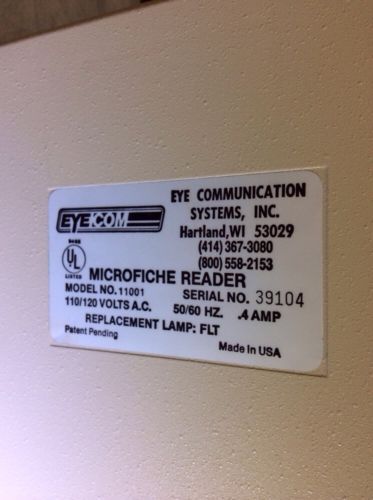 EYE COMMUNICATION
SYSTEMS, INC.
EYECOM
Hartland, WI 53029
(414) 367-3080
(800) 558-2153
UL
LISTED
MICROFICHE READER
MODEL NO. 11001 SERIAL NO. 39104
110/120 VOLTS A.C. 50/60 HZ. .4 AMP
REPLACEMENT LAMP: FLT
Patent Pending Made in USA